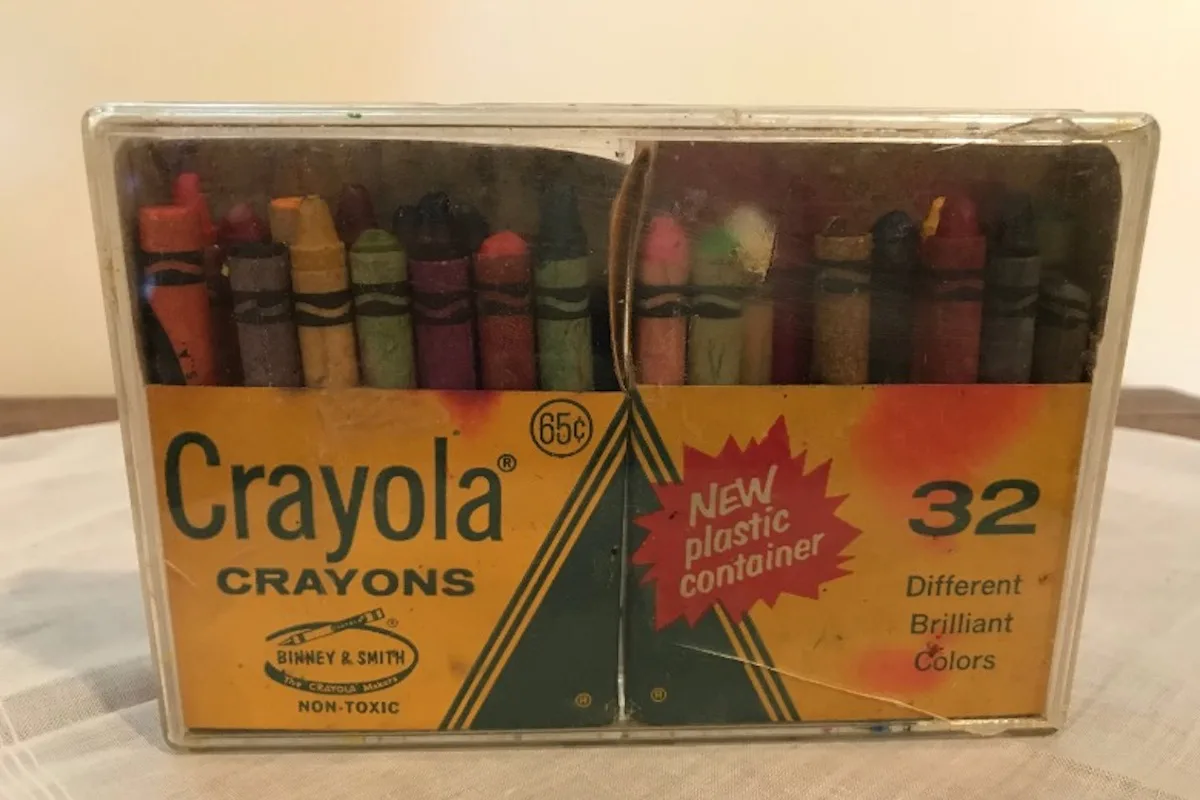 65¢
Crayola®
CRAYONS
BINNEY & SMITH ®
The CRAYOLA Makers
NON-TOXIC
®
NEW
plastic
container
32
Different
Brilliant
Colors
®